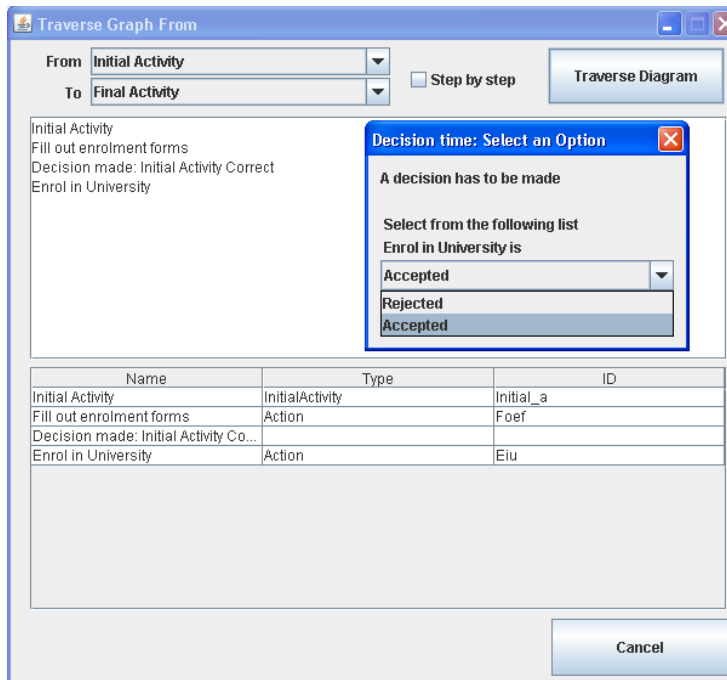 Traverse Graph From
From Initial Activity
To Final Activity
Step by step
Traverse Diagram
Initial Activity
Fill out enrolment forms
Decision made: Initial Activity Correct
Enrol in University
Decision time: Select an Option
A decision has to be made
Select from the following list
Enrol in University is
Accepted
Rejected
Accepted
Name Type ID
Initial Activity InitialActivity Initial_a
Fill out enrolment forms Action Foef
Decision made: Initial Activity Co...
Enrol in University Action Eiu
Cancel